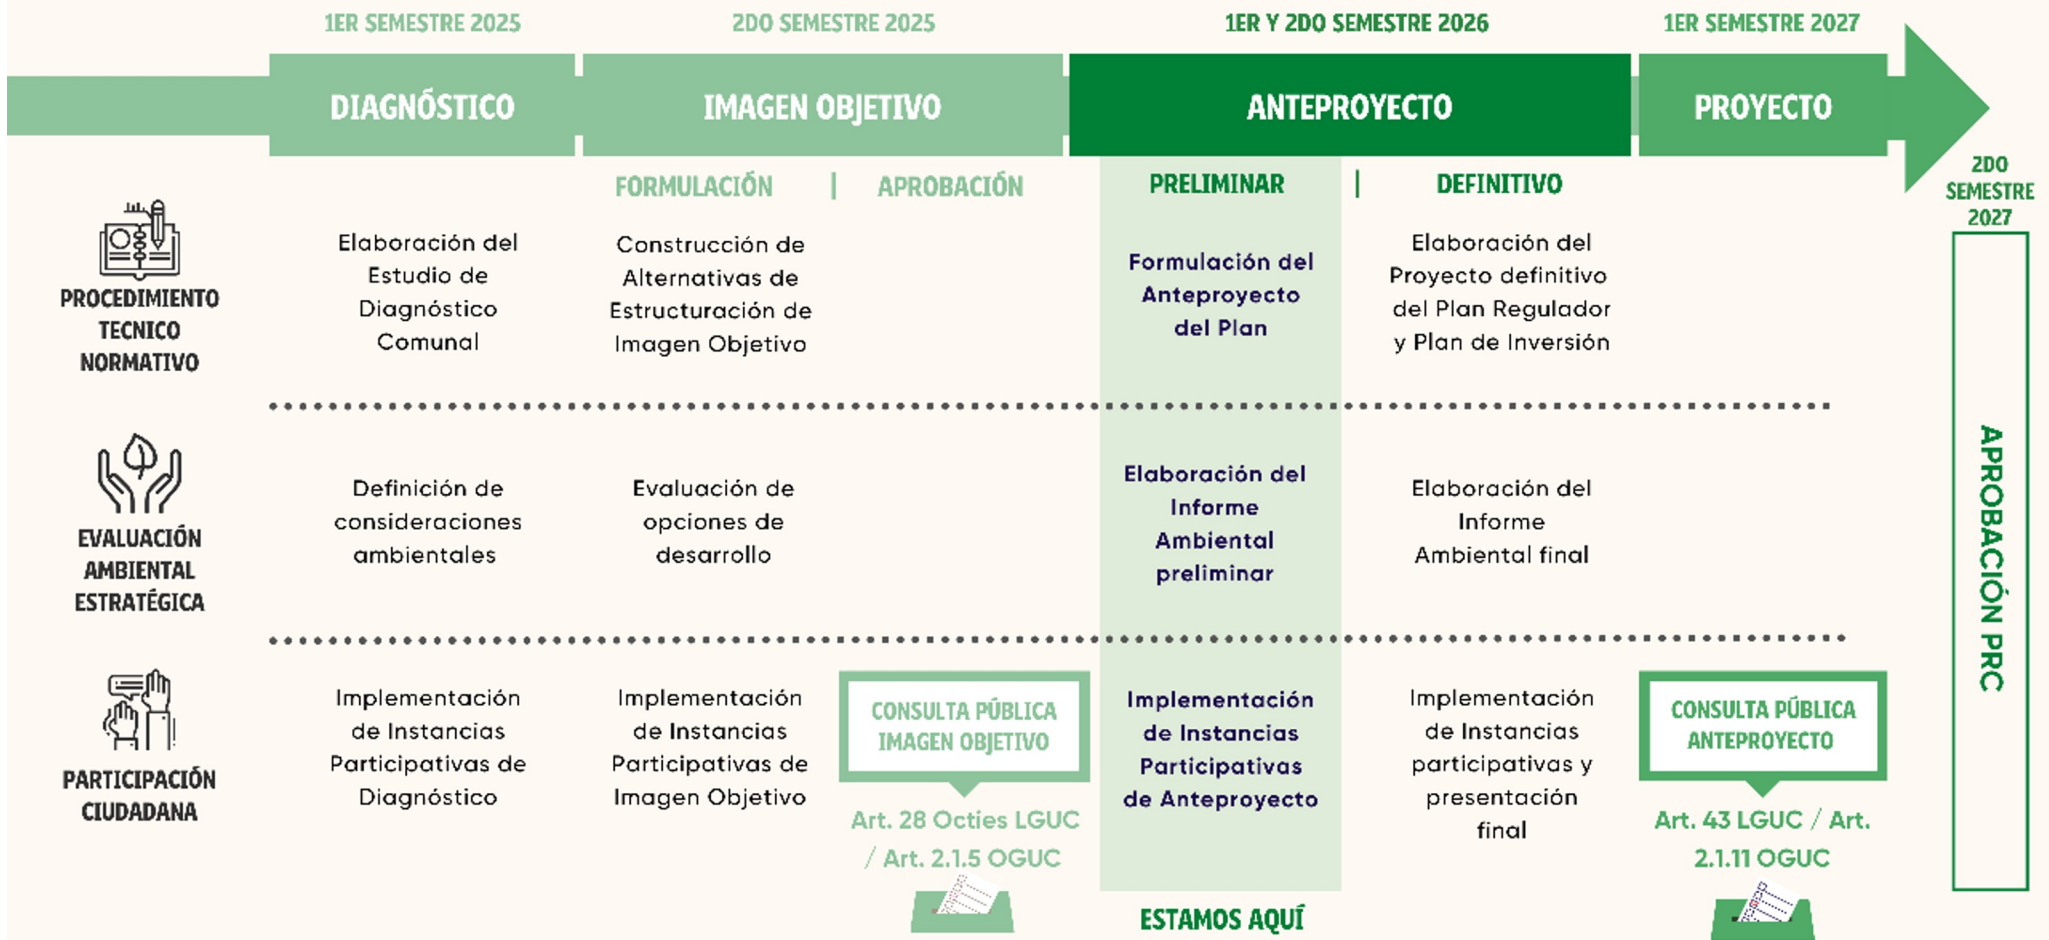 1ER SEMESTRE 2025
2DO SEMESTRE 2025
1ER Y 2DO SEMESTRE 2026
1ER SEMESTRE 2027
DIAGNÓSTICO
IMAGEN OBJETIVO
ANTEPROYECTO
PROYECTO
2DO
SEMESTRE
2027
FORMULACIÓN | APROBACIÓN
PRELIMINAR | DEFINITIVO
PROCEDIMIENTO
TECNICO
NORMATIVO
Elaboración del
Estudio de
Diagnóstico
Comunal
Construcción de
Alternativas de
Estructuración de
Imagen Objetivo
Formulación del
Anteproyecto
del Plan
Elaboración del
Proyecto definitivo
del Plan Regulador
y Plan de Inversión
EVALUACIÓN
AMBIENTAL
ESTRATÉGICA
Definición de
consideraciones
ambientales
Evaluación de
opciones de
desarrollo
Elaboración del
Informe
Ambiental
preliminar
Elaboración del
Informe
Ambiental final
PARTICIPACIÓN
CIUDADANA
Implementación
de Instancias
Participativas de
Diagnóstico
Implementación
de Instancias
Participativas de
Imagen Objetivo
CONSULTA PÚBLICA
IMAGEN OBJETIVO
Art. 28 Octies LGUC
/ Art. 2.1.5 OGUC
Implementación
de Instancias
Participativas
de Anteproyecto
ESTAMOS AQUÍ
Implementación
de Instancias
participativas y
presentación
final
CONSULTA PÚBLICA
ANTEPROYECTO
Art. 43 LGUC / Art.
2.1.11 OGUC
APROBACIÓN PRC